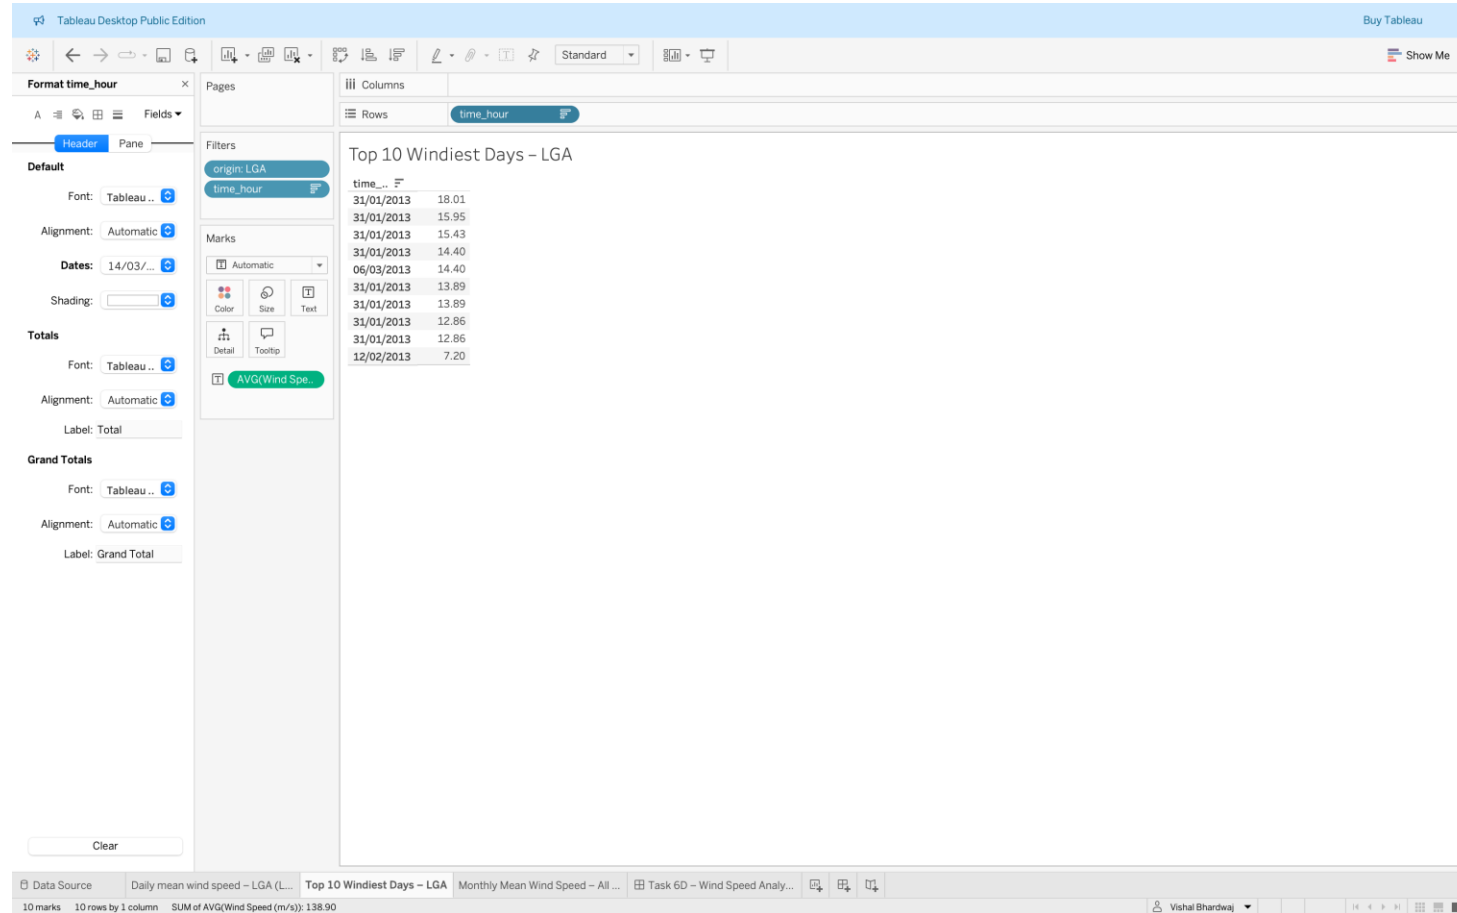 Tableau Desktop Public Edition
Buy Tableau
Standard
Show Me
Format time_hour
Pages
Columns
Fields
Rows
time_hour
Header
Pane
Filters
origin: LGA
time_hour
Default
Font: Tableau ..
Alignment: Automatic
Dates: 14/03/...
Shading:
Totals
Font: Tableau ..
Alignment: Automatic
Label: Total
Grand Totals
Font: Tableau ..
Alignment: Automatic
Label: Grand Total
Clear
Marks
Automatic
Color
Size
Text
Detail
Tooltip
AVG(Wind Spe..
Top 10 Windiest Days – LGA
time_..
31/01/2013 18.01
31/01/2013 15.95
31/01/2013 15.43
31/01/2013 14.40
06/03/2013 14.40
31/01/2013 13.89
31/01/2013 13.89
31/01/2013 12.86
31/01/2013 12.86
12/02/2013 7.20
Data Source
Daily mean wind speed – LGA (L...
Top 10 Windiest Days – LGA
Monthly Mean Wind Speed – All ...
Task 6D – Wind Speed Analy...
10 marks 10 rows by 1 column SUM of AVG(Wind Speed (m/s)): 138.90
Vishal Bhardwaj